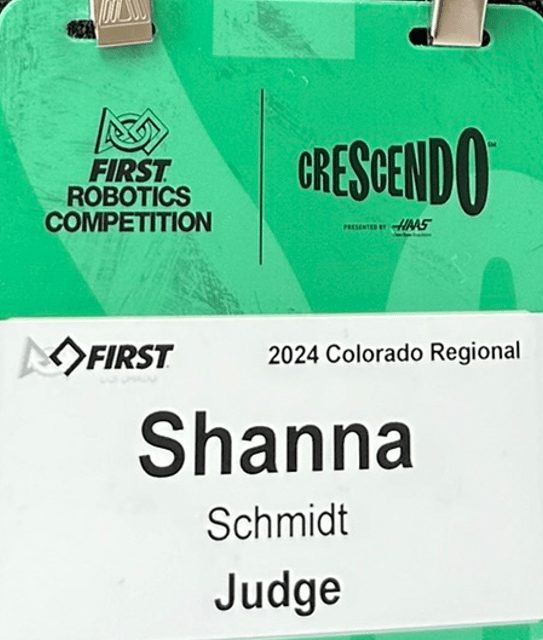 FIRST
ROBOTICS
COMPETITION
CRESCENDO
PRESENTED BY HAAS
FIRST
2024 Colorado Regional
Shanna
Schmidt
Judge